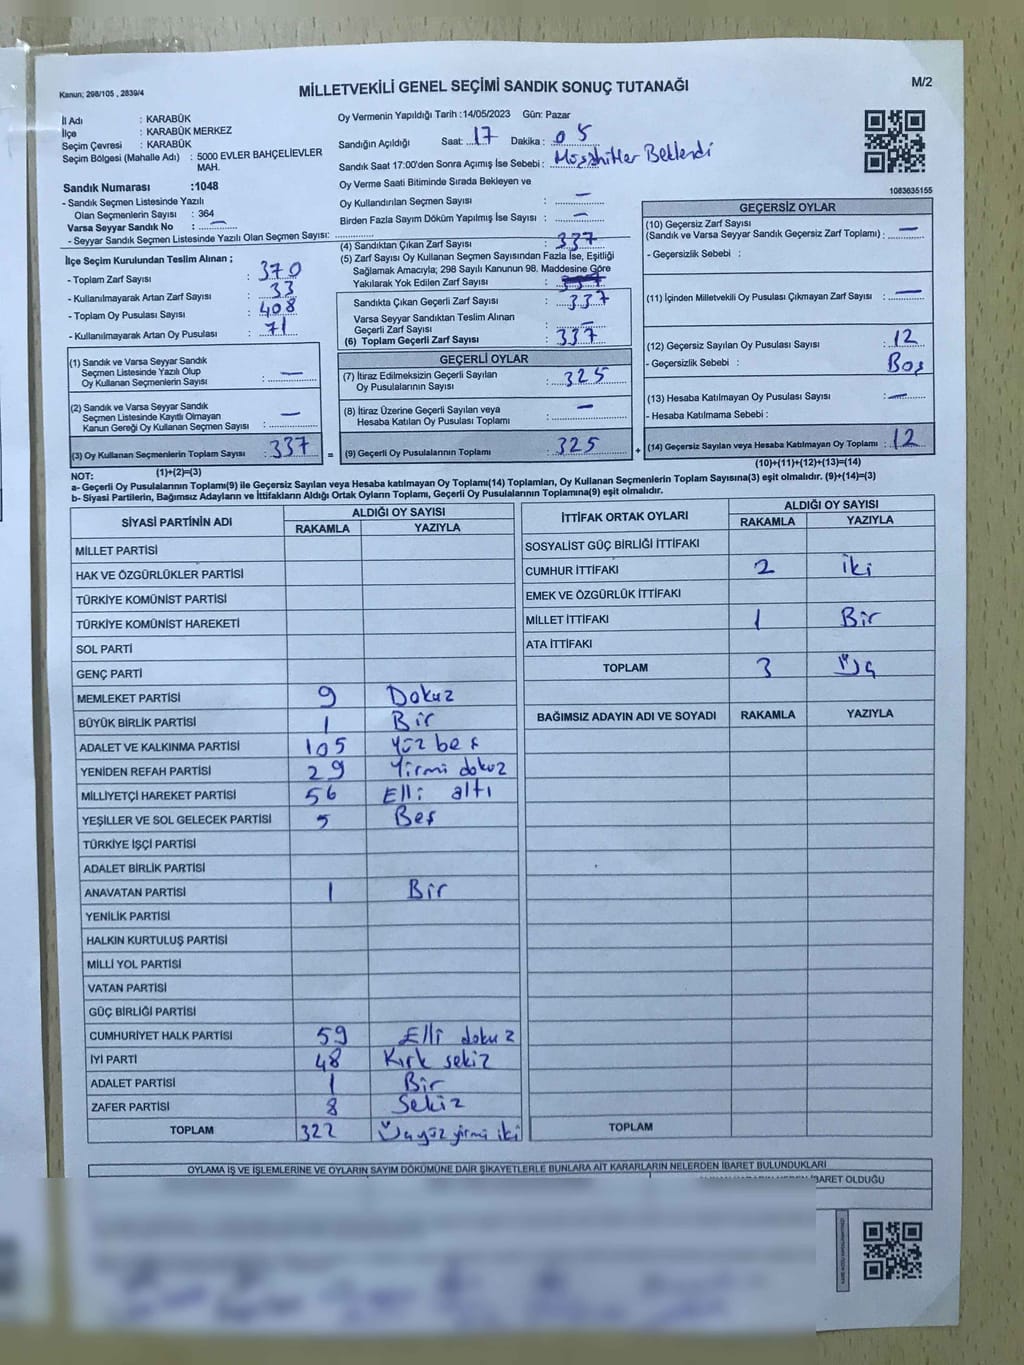 Kanun; 298/105 , 2839/4
MİLLETVEKİLİ GENEL SEÇİMİ SANDIK SONUÇ TUTANAĞI
M/2
İl Adı : KARABÜK
İlçe : KARABÜK MERKEZ
Seçim Çevresi : KARABÜK
Seçim Bölgesi (Mahalle Adı) : 5000 EVLER BAHÇELİEVLER
MAH.
Sandık Numarası :1048
- Sandık Seçmen Listesinde Yazılı
Olan Seçmenlerin Sayısı : 364
Varsa Seyyar Sandık No : —
- Seyyar Sandık Seçmen Listesinde Yazılı Olan Seçmen Sayısı:
İlçe Seçim Kurulundan Teslim Alınan ;
- Toplam Zarf Sayısı : 370
- Kullanılmayarak Artan Zarf Sayısı : 33
- Toplam Oy Pusulası Sayısı : 408
- Kullanılmayarak Artan Oy Pusulası : 71
(1) Sandık ve Varsa Seyyar Sandık
Seçmen Listesinde Yazılı Olup
Oy Kullanan Seçmenlerin Sayısı : —
(2) Sandık ve Varsa Seyyar Sandık
Seçmen Listesinde Kayıtlı Olmayan
Kanun Gereği Oy Kullanan Seçmen Sayısı : —
(3) Oy Kullanan Seçmenlerin Toplam Sayısı : 337
(1)+(2)=(3)
Oy Vermenin Yapıldığı Tarih :14/05/2023 Gün: Pazar
Sandığın Açıldığı Saat: 17 Dakika: 05
Sandık Saat 17:00'den Sonra Açımış İse Sebebi : Müşahitler Beklendi
Oy Verme Saati Bitiminde Sırada Bekleyen ve
Oy Kullandırılan Seçmen Sayısı : —
Birden Fazla Sayım Döküm Yapılmış İse Sayısı : —
(4) Sandıktan Çıkan Zarf Sayısı : 337
(5) Zarf Sayısı Oy Kullanan Seçmen Sayısından Fazla İse, Eşitliği
Sağlamak Amacıyla; 298 Sayılı Kanunun 98. Maddesine Göre
Yakılarak Yok Edilen Zarf Sayısı :
Sandıkta Çıkan Geçerli Zarf Sayısı : 337
Varsa Seyyar Sandıktan Teslim Alınan
Geçerli Zarf Sayısı : —
(6) Toplam Geçerli Zarf Sayısı : 337
GEÇERLİ OYLAR
(7) İtiraz Edilmeksizin Geçerli Sayılan
Oy Pusulalarının Sayısı : 325
(8) İtiraz Üzerine Geçerli Sayılan veya
Hesaba Katılan Oy Pusulası Toplamı : —
= (9) Geçerli Oy Pusulalarının Toplamı : 325 +
1083635155
GEÇERSİZ OYLAR
(10) Geçersiz Zarf Sayısı
(Sandık ve Varsa Seyyar Sandık Geçersiz Zarf Toplamı) : —
- Geçersizlik Sebebi :
(11) İçinden Milletvekili Oy Pusulası Çıkmayan Zarf Sayısı : —
(12) Geçersiz Sayılan Oy Pusulası Sayısı : 12
- Geçersizlik Sebebi : Boş
(13) Hesaba Katılmayan Oy Pusulası Sayısı : —
- Hesaba Katılmama Sebebi :
(14) Geçersiz Sayılan veya Hesaba Katılmayan Oy Toplamı : 12
(10)+(11)+(12)+(13)=(14)
NOT:
a- Geçerli Oy Pusulalarının Toplamı(9) ile Geçersiz Sayılan veya Hesaba katılmayan Oy Toplamı(14) Toplamları, Oy Kullanan Seçmenlerin Toplam Sayısına(3) eşit olmalıdır. (9)+(14)=(3)
b- Siyasi Partilerin, Bağımsız Adayların ve İttifakların Aldığı Ortak Oyların Toplamı, Geçerli Oy Pusulalarının Toplamına(9) eşit olmalıdır.
SİYASİ PARTİNİN ADI ALDIĞI OY SAYISI
RAKAMLA YAZIYLA
MİLLET PARTİSİ
HAK VE ÖZGÜRLÜKLER PARTİSİ
TÜRKİYE KOMÜNİST PARTİSİ
TÜRKİYE KOMÜNİST HAREKETİ
SOL PARTİ
GENÇ PARTİ
MEMLEKET PARTİSİ 9 Dokuz
BÜYÜK BİRLİK PARTİSİ 1 Bir
ADALET VE KALKINMA PARTİSİ 105 Yüz beş
YENİDEN REFAH PARTİSİ 29 Yirmi dokuz
MİLLİYETÇİ HAREKET PARTİSİ 56 Elli altı
YEŞİLLER VE SOL GELECEK PARTİSİ 5 Beş
TÜRKİYE İŞÇİ PARTİSİ
ADALET BİRLİK PARTİSİ
ANAVATAN PARTİSİ 1 Bir
YENİLİK PARTİSİ
HALKIN KURTULUŞ PARTİSİ
MİLLİ YOL PARTİSİ
VATAN PARTİSİ
GÜÇ BİRLİĞİ PARTİSİ
CUMHURİYET HALK PARTİSİ 59 Elli dokuz
İYİ PARTİ 48 Kırk sekiz
ADALET PARTİSİ 1 Bir
ZAFER PARTİSİ 8 Sekiz
TOPLAM 322 Üçyüzyirmi iki
İTTİFAK ORTAK OYLARI ALDIĞI OY SAYISI
RAKAMLA YAZIYLA
SOSYALİST GÜÇ BİRLİĞİ İTTİFAKI
CUMHUR İTTİFAKI 2 İki
EMEK VE ÖZGÜRLÜK İTTİFAKI
MİLLET İTTİFAKI 1 Bir
ATA İTTİFAKI
TOPLAM 3 Üç
BAĞIMSIZ ADAYIN ADI VE SOYADI RAKAMLA YAZIYLA
TOPLAM
OYLAMA İŞ VE İŞLEMLERİNE VE OYLARIN SAYIM DÖKÜMÜNE DAİR ŞİKAYETLERLE BUNLARA AİT KARARLARIN NELERDEN İBARET BULUNDUKLARI
İBARET OLDUĞU